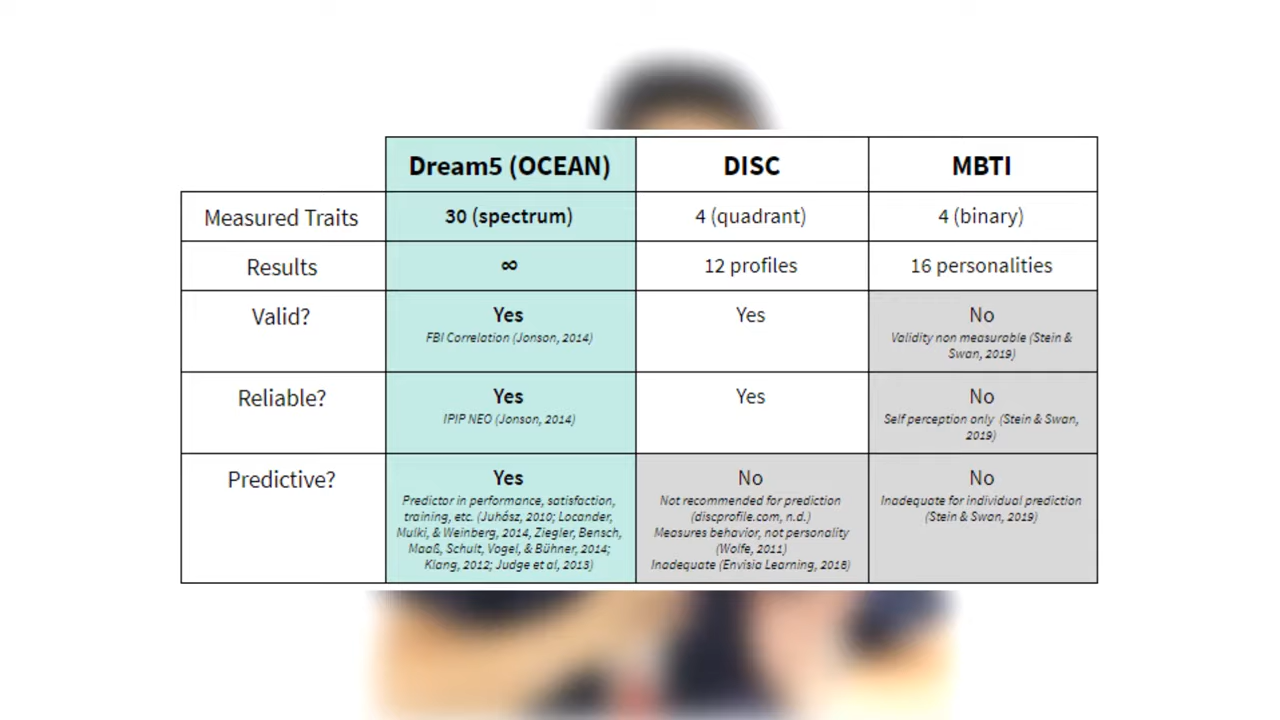 Dream5 (OCEAN) DISC MBTI
Measured Traits 30 (spectrum) 4 (quadrant) 4 (binary)
Results ∞ 12 profiles 16 personalities
Valid? Yes Yes No
FBI Correlation (Jonson, 2014) Validity non measurable (Stein &
Swan, 2019)
Reliable? Yes Yes No
IPIP NEO (Jonson, 2014) Self perception only (Stein & Swan,
2019)
Predictive? Yes No No
Predictor in performance, satisfaction, Not recommended for prediction Inadequate for individual prediction
training, etc. (Juhász, 2010; Locander, (discprofile.com, n.d.) (Stein & Swan, 2019)
Mulki, & Weinberg, 2014, Ziegler, Bensch, Measures behavior, not personality
Maaß, Schult, Vogel, & Bühner, 2014; (Wolfe, 2011)
Klang, 2012; Judge et al, 2013) Inadequate (Envisia Learning, 2018)